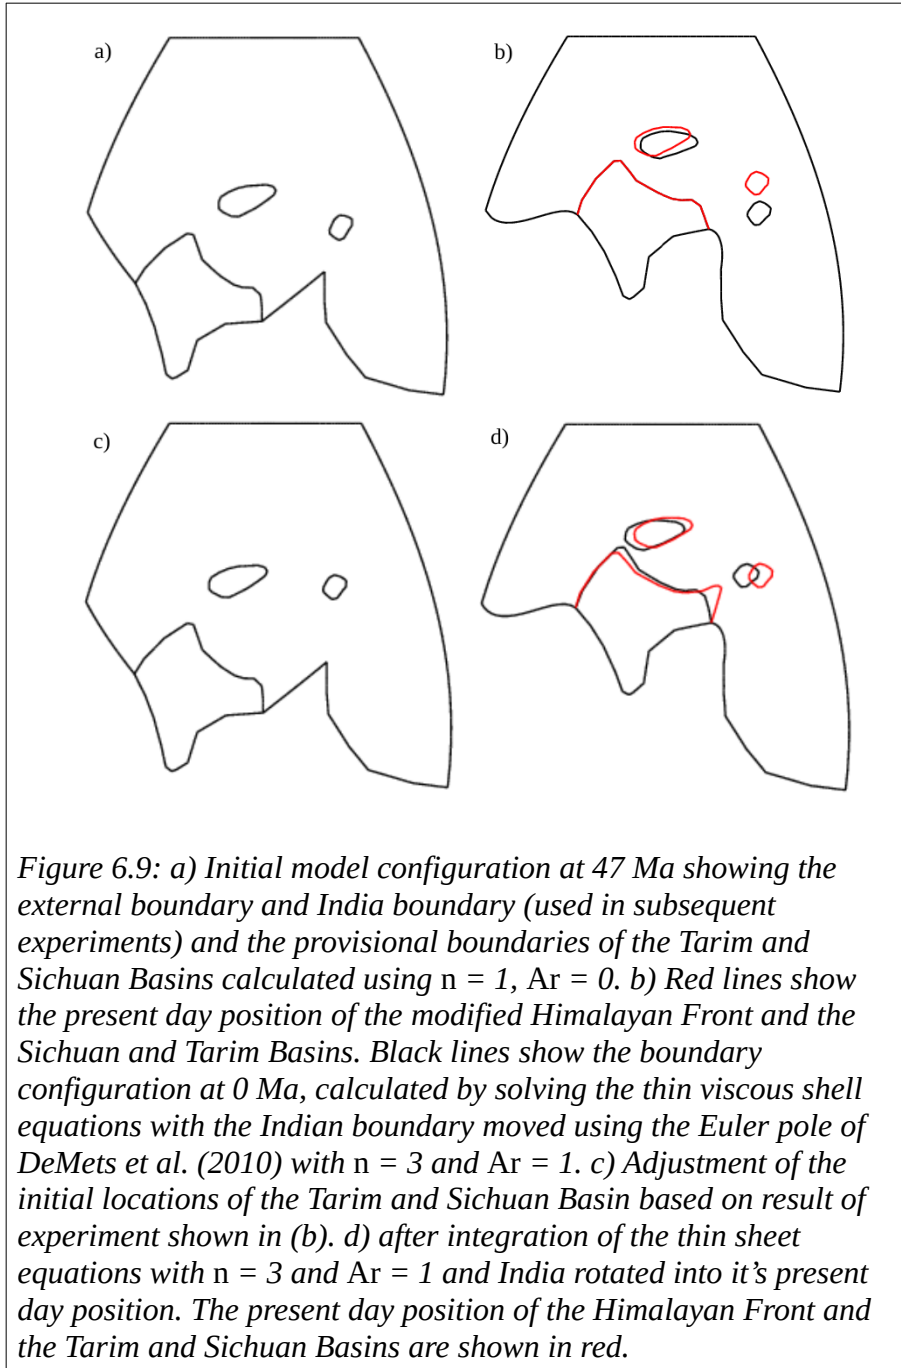 a)
b)
c)
d)
Figure 6.9: a) Initial model configuration at 47 Ma showing the
external boundary and India boundary (used in subsequent
experiments) and the provisional boundaries of the Tarim and
Sichuan Basins calculated using n = 1, Ar = 0. b) Red lines show
the present day position of the modified Himalayan Front and the
Sichuan and Tarim Basins. Black lines show the boundary
configuration at 0 Ma, calculated by solving the thin viscous shell
equations with the Indian boundary moved using the Euler pole of
DeMets et al. (2010) with n = 3 and Ar = 1. c) Adjustment of the
initial locations of the Tarim and Sichuan Basin based on result of
experiment shown in (b). d) after integration of the thin sheet
equations with n = 3 and Ar = 1 and India rotated into it's present
day position. The present day position of the Himalayan Front and
the Tarim and Sichuan Basins are shown in red.